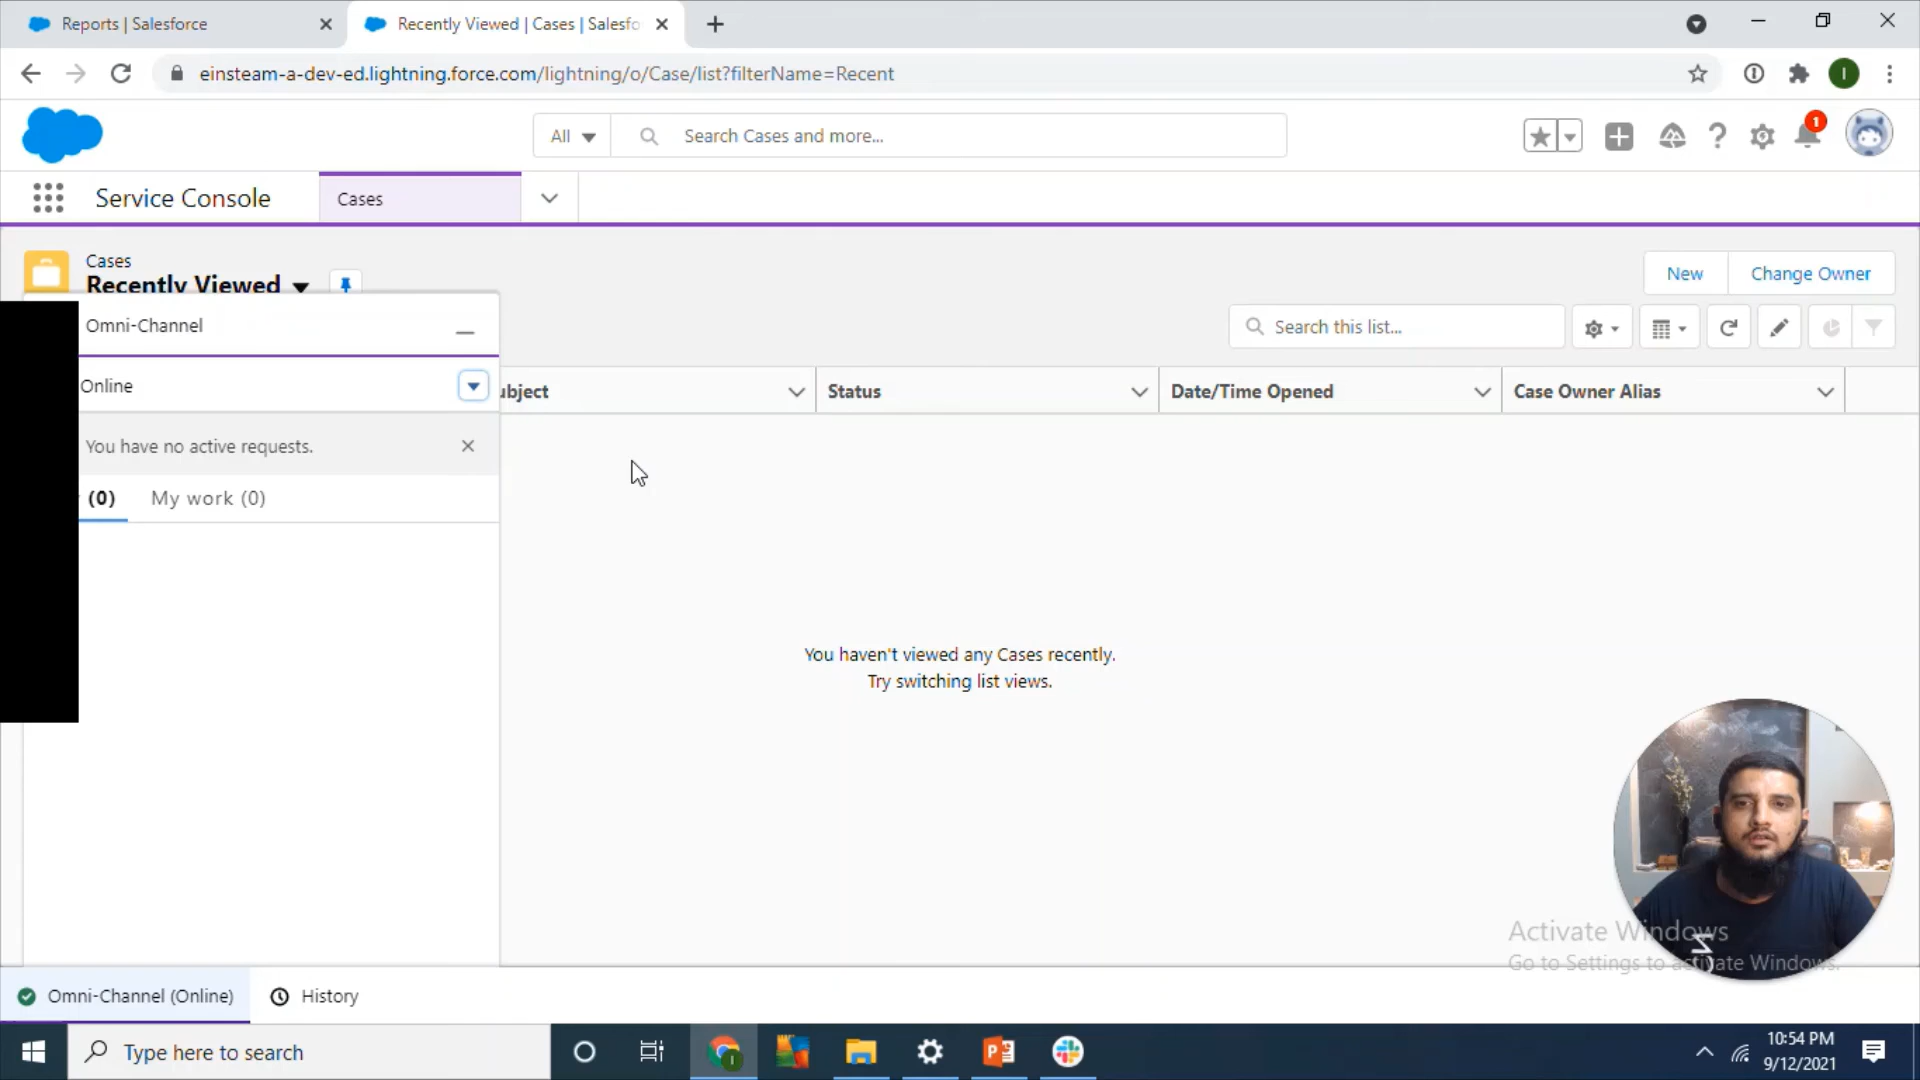 Reports | Salesforce
Recently Viewed | Cases | Salesfo
einsteam-a-dev-ed.lightning.force.com/lightning/o/Case/list?filterName=Recent
I
All
Search Cases and more...
1
Service Console
Cases
Cases
Recently Viewed
New
Change Owner
Omni-Channel
Search this list...
Online
ubject
Status
Date/Time Opened
Case Owner Alias
You have no active requests.
(0)
My work (0)
You haven't viewed any Cases recently.
Try switching list views.
Activate Windows
Go to Settings to activate Windows.
Omni-Channel (Online)
History
Type here to search
10:54 PM
9/12/2021